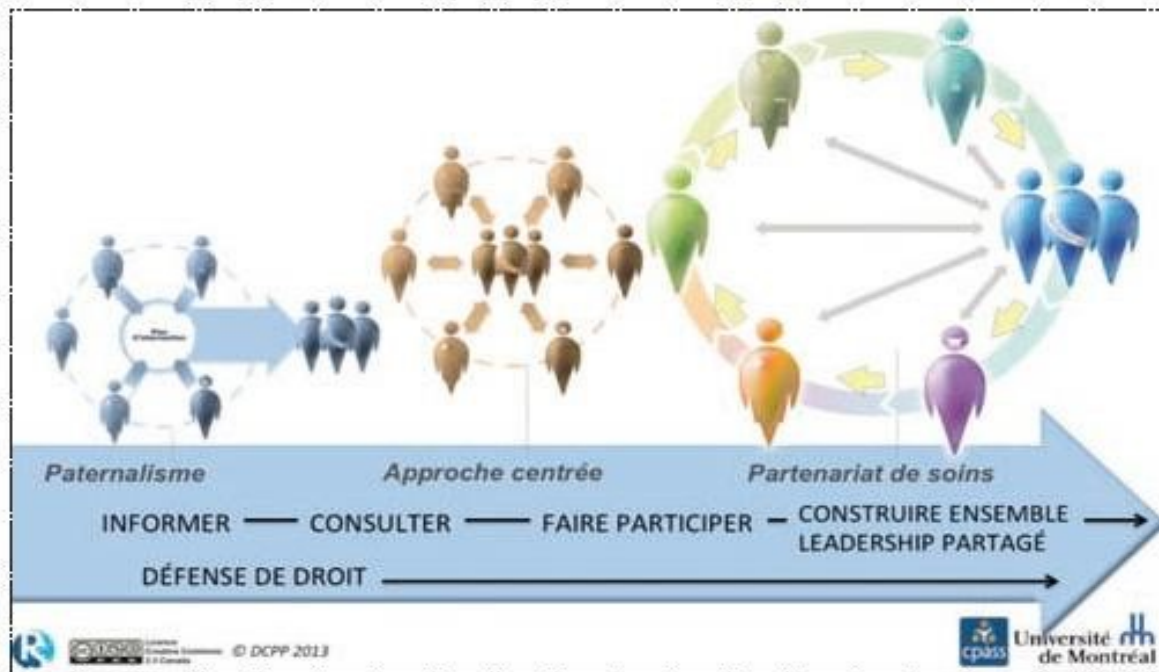 Paternalisme
Approche centrée
Partenariat de soins
INFORMER
CONSULTER
FAIRE PARTICIPER
CONSTRUIRE ENSEMBLE
LEADERSHIP PARTAGÉ
DÉFENSE DE DROIT
© DCPP 2013
cpass
Université
de Montréal